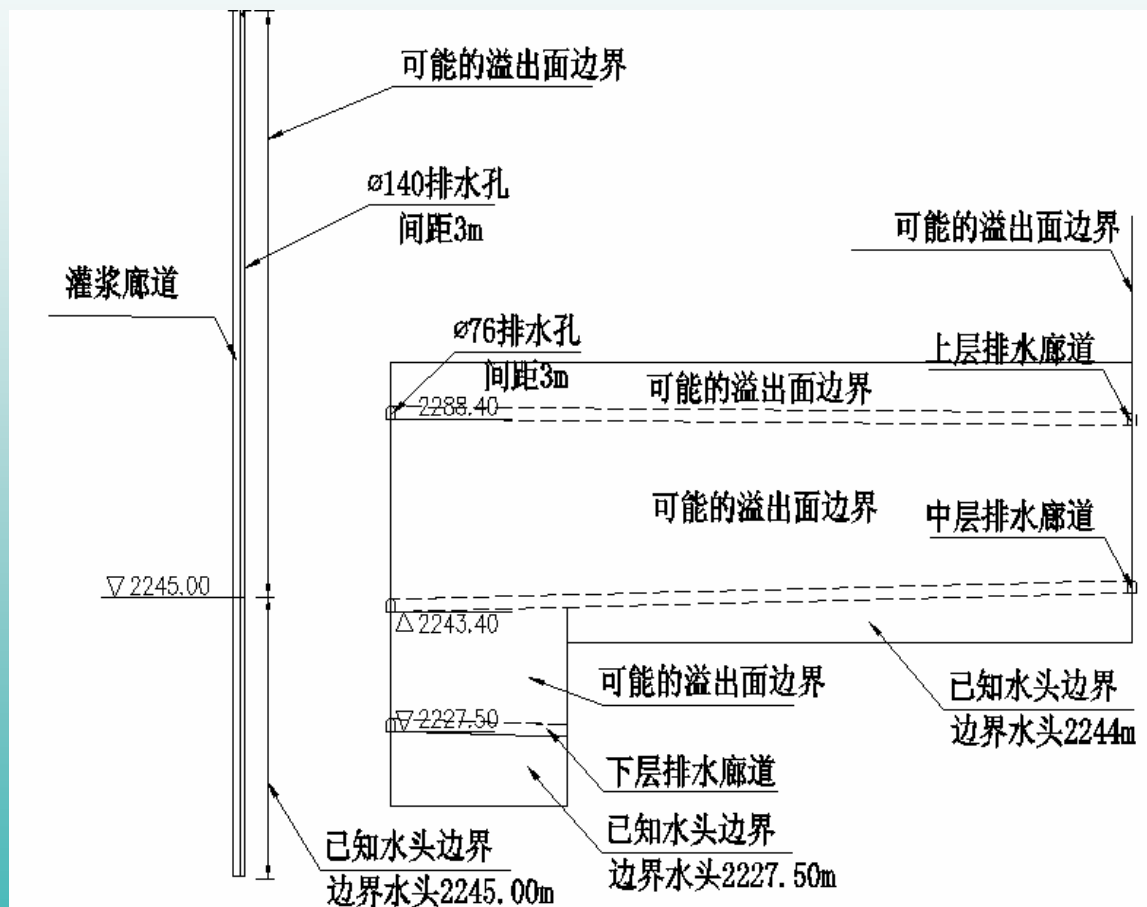 可能的溢出面边界
ø140排水孔
间距3m
可能的溢出面边界
灌浆廊道
ø76排水孔
间距3m
上层排水廊道
可能的溢出面边界
2288.40
可能的溢出面边界
中层排水廊道
▽2245.00
△2243.40
可能的溢出面边界
已知水头边界
边界水头2244m
▽2227.50
下层排水廊道
已知水头边界
边界水头2227.50m
已知水头边界
边界水头2245.00m